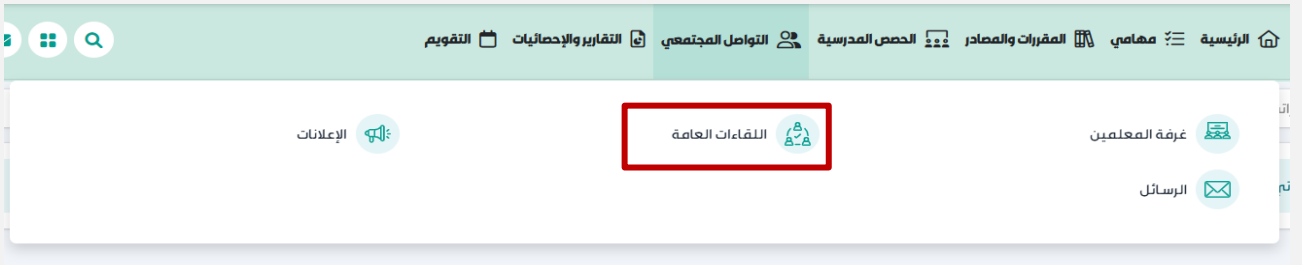 الرئيسية مهامي المقررات والمصادر الحصص المدرسية التواصل المجتمعي التقارير والإحصائيات التقويم
غرفة المعلمين اللقاءات العامة الإعلانات
الرسائل